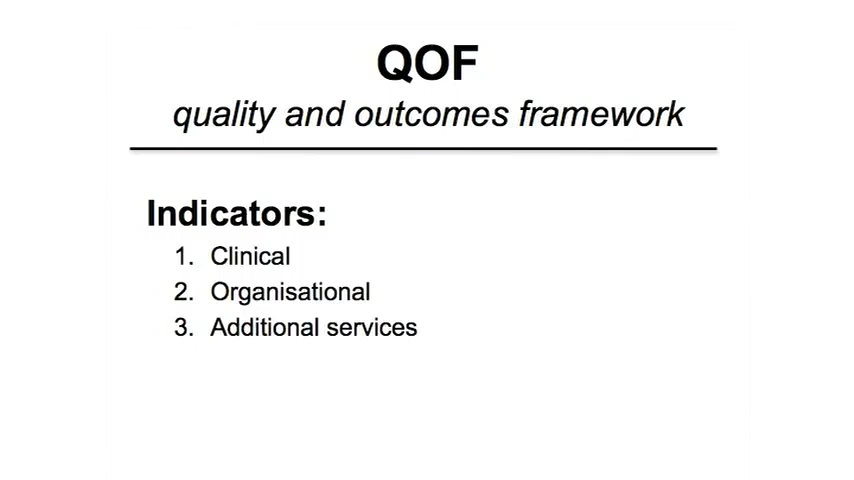 QOF
quality and outcomes framework
Indicators:
1. Clinical
2. Organisational
3. Additional services